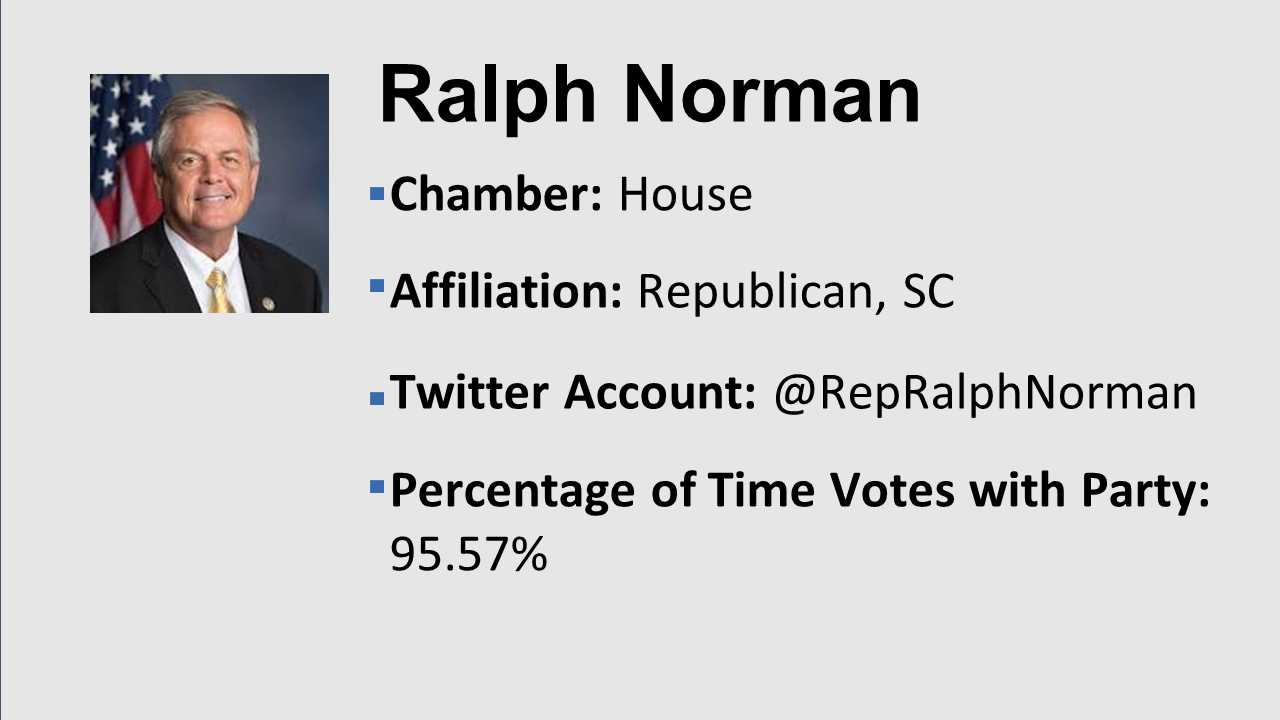 Ralph Norman
Chamber: House
Affiliation: Republican, SC
Twitter Account: @RepRalphNorman
Percentage of Time Votes with Party:
95.57%